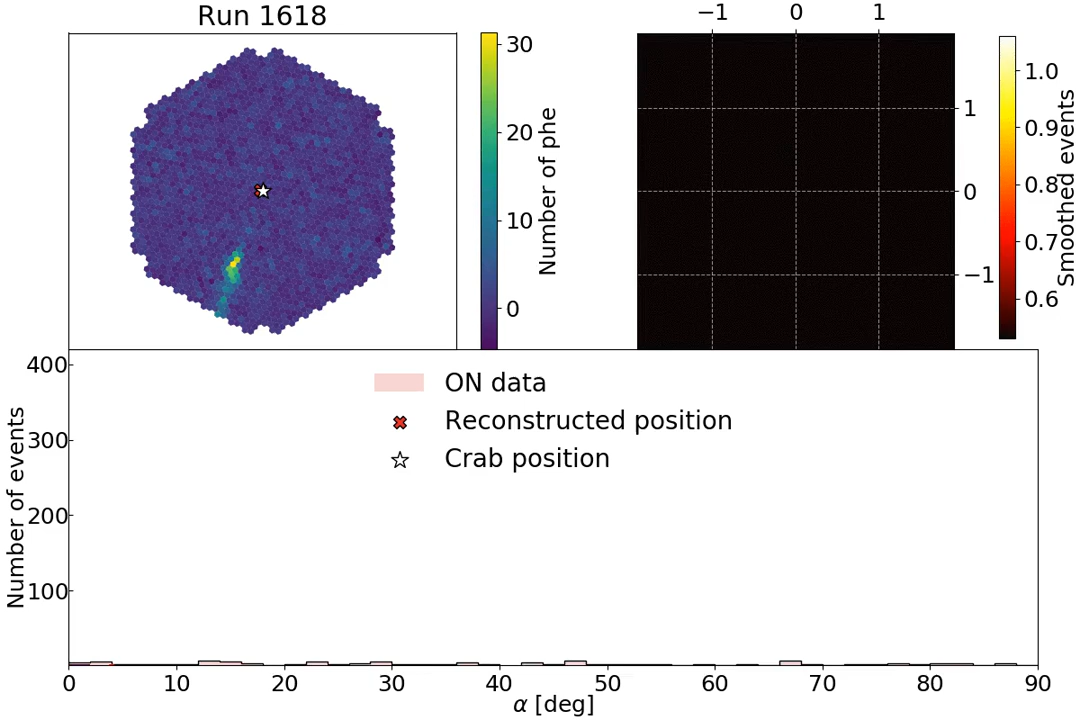 Run 1618
30
20
10
0
Number of phe
−1 0 1
1
0
−1
1.0
0.9
0.8
0.7
0.6
Smoothed events
400
300
200
100
Number of events
ON data
Reconstructed position
Crab position
0 10 20 30 40 50 60 70 80 90
α [deg]